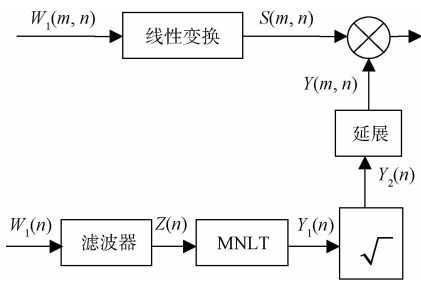 W₁(m, n)
线性变换
S(m, n)
Y(m, n)
延展
Y₂(n)
W₁(n)
滤波器
Z(n)
MNLT
Y₁(n)
√